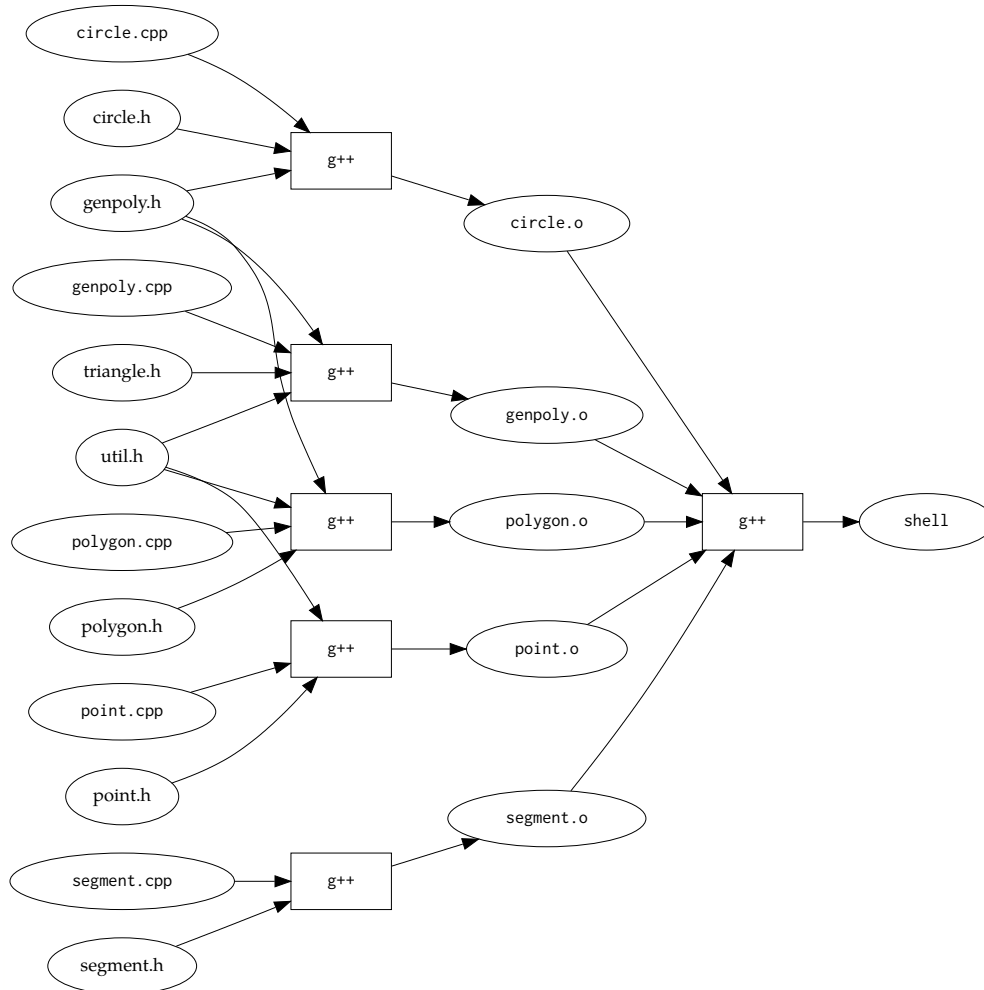 circle.cpp
circle.h
g++
genpoly.h
circle.o
genpoly.cpp
triangle.h
g++
genpoly.o
util.h
g++
polygon.o
g++
shell
polygon.cpp
polygon.h
g++
point.o
point.cpp
point.h
segment.o
segment.cpp
g++
segment.h